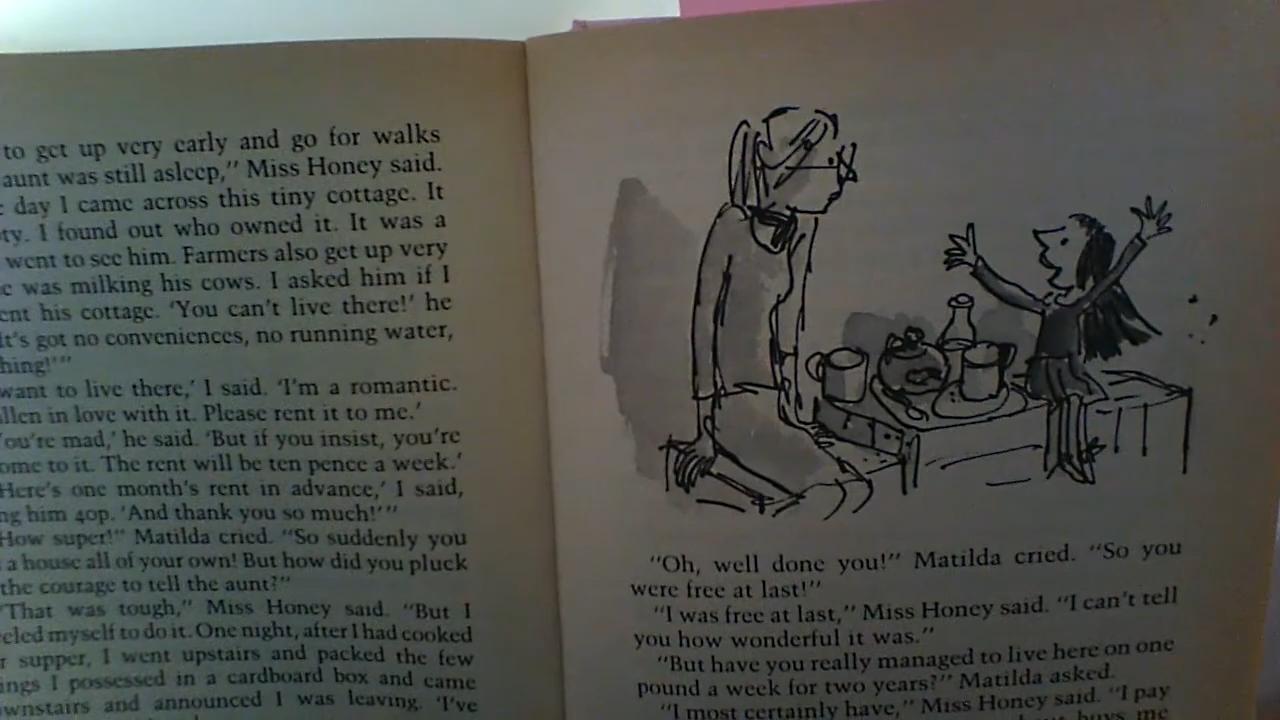 to get up very early and go for walks
aunt was still asleep,” Miss Honey said.
day I came across this tiny cottage. It
ty. I found out who owned it. It was a
went to see him. Farmers also get up very
e was milking his cows. I asked him if I
ent his cottage. ‘You can’t live there!’ he
It’s got no conveniences, no running water,
hing!’”
want to live there,’ I said. ‘I’m a romantic.
allen in love with it. Please rent it to me.’
You’re mad,’ he said. ‘But if you insist, you’re
ome to it. The rent will be ten pence a week.’
Here’s one month’s rent in advance,’ I said,
ng him 40p. ‘And thank you so much!’”
How super!” Matilda cried. “So suddenly you
a house all of your own! But how did you pluck
the courage to tell the aunt?”
“That was tough,” Miss Honey said. “But I
eled myself to do it. One night, after I had cooked
r supper, I went upstairs and packed the few
ings I possessed in a cardboard box and came
wnstairs and announced I was leaving. ‘I’ve
“Oh, well done you!” Matilda cried. “So you
were free at last!”
“I was free at last,” Miss Honey said. “I can’t tell
you how wonderful it was.”
“But have you really managed to live here on one
pound a week for two years?” Matilda asked.
“I most certainly have,” Miss Honey said. “I pay
buys me